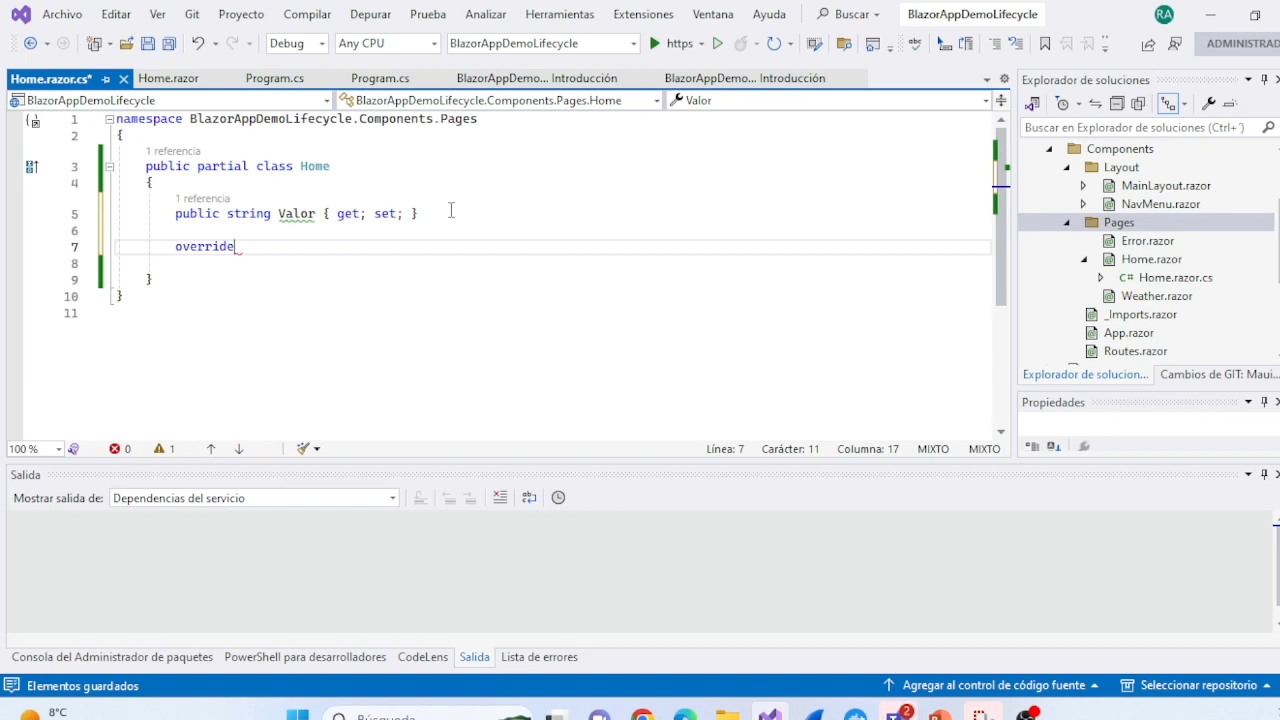 Archivo Editar Ver Git Proyecto Compilar Depurar Prueba Analizar Herramientas Extensiones Ventana Ayuda Buscar BlazorAppDemoLifecycle RA
Debug Any CPU BlazorAppDemoLifecycle https ADMINISTRAD
Home.razor.cs* Home.razor Program.cs Program.cs BlazorAppDemo... Introducción BlazorAppDemo... Introducción
BlazorAppDemoLifecycle BlazorAppDemoLifecycle.Components.Pages.Home Valor
1 namespace BlazorAppDemoLifecycle.Components.Pages
2 {
1 referencia
3 public partial class Home
4 {
1 referencia
5 public string Valor { get; set; }
6
7 override
8
9 }
10 }
11
100 % 0 1 Línea: 7 Carácter: 11 Columna: 17 MIXTO MIXTO
Explorador de soluciones
Buscar en Explorador de soluciones (Ctrl+')
Components
Layout
MainLayout.razor
NavMenu.razor
Pages
Error.razor
Home.razor
C# Home.razor.cs
Weather.razor
_Imports.razor
App.razor
Routes.razor
Explorador de solucion... Cambios de GIT: Maui...
Propiedades
Salida
Mostrar salida de: Dependencias del servicio
Consola del Administrador de paquetes PowerShell para desarrolladores CodeLens Salida Lista de errores
Elementos guardados Agregar al control de código fuente Seleccionar repositorio
8°C Búsqueda 2